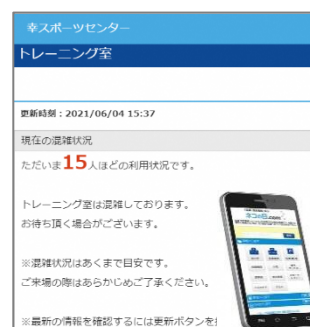 幸スポーツセンター
トレーニング室
更新時刻：2021/06/04 15:37
現在の混雑状況
ただいま15人ほどの利用状況です。
トレーニング室は混雑しております。
お待ち頂く場合がございます。
※混雑状況はあくまで目安です。
ご来場の際はあらかじめご了承ください。
※最新の情報を確認するには更新ボタンを